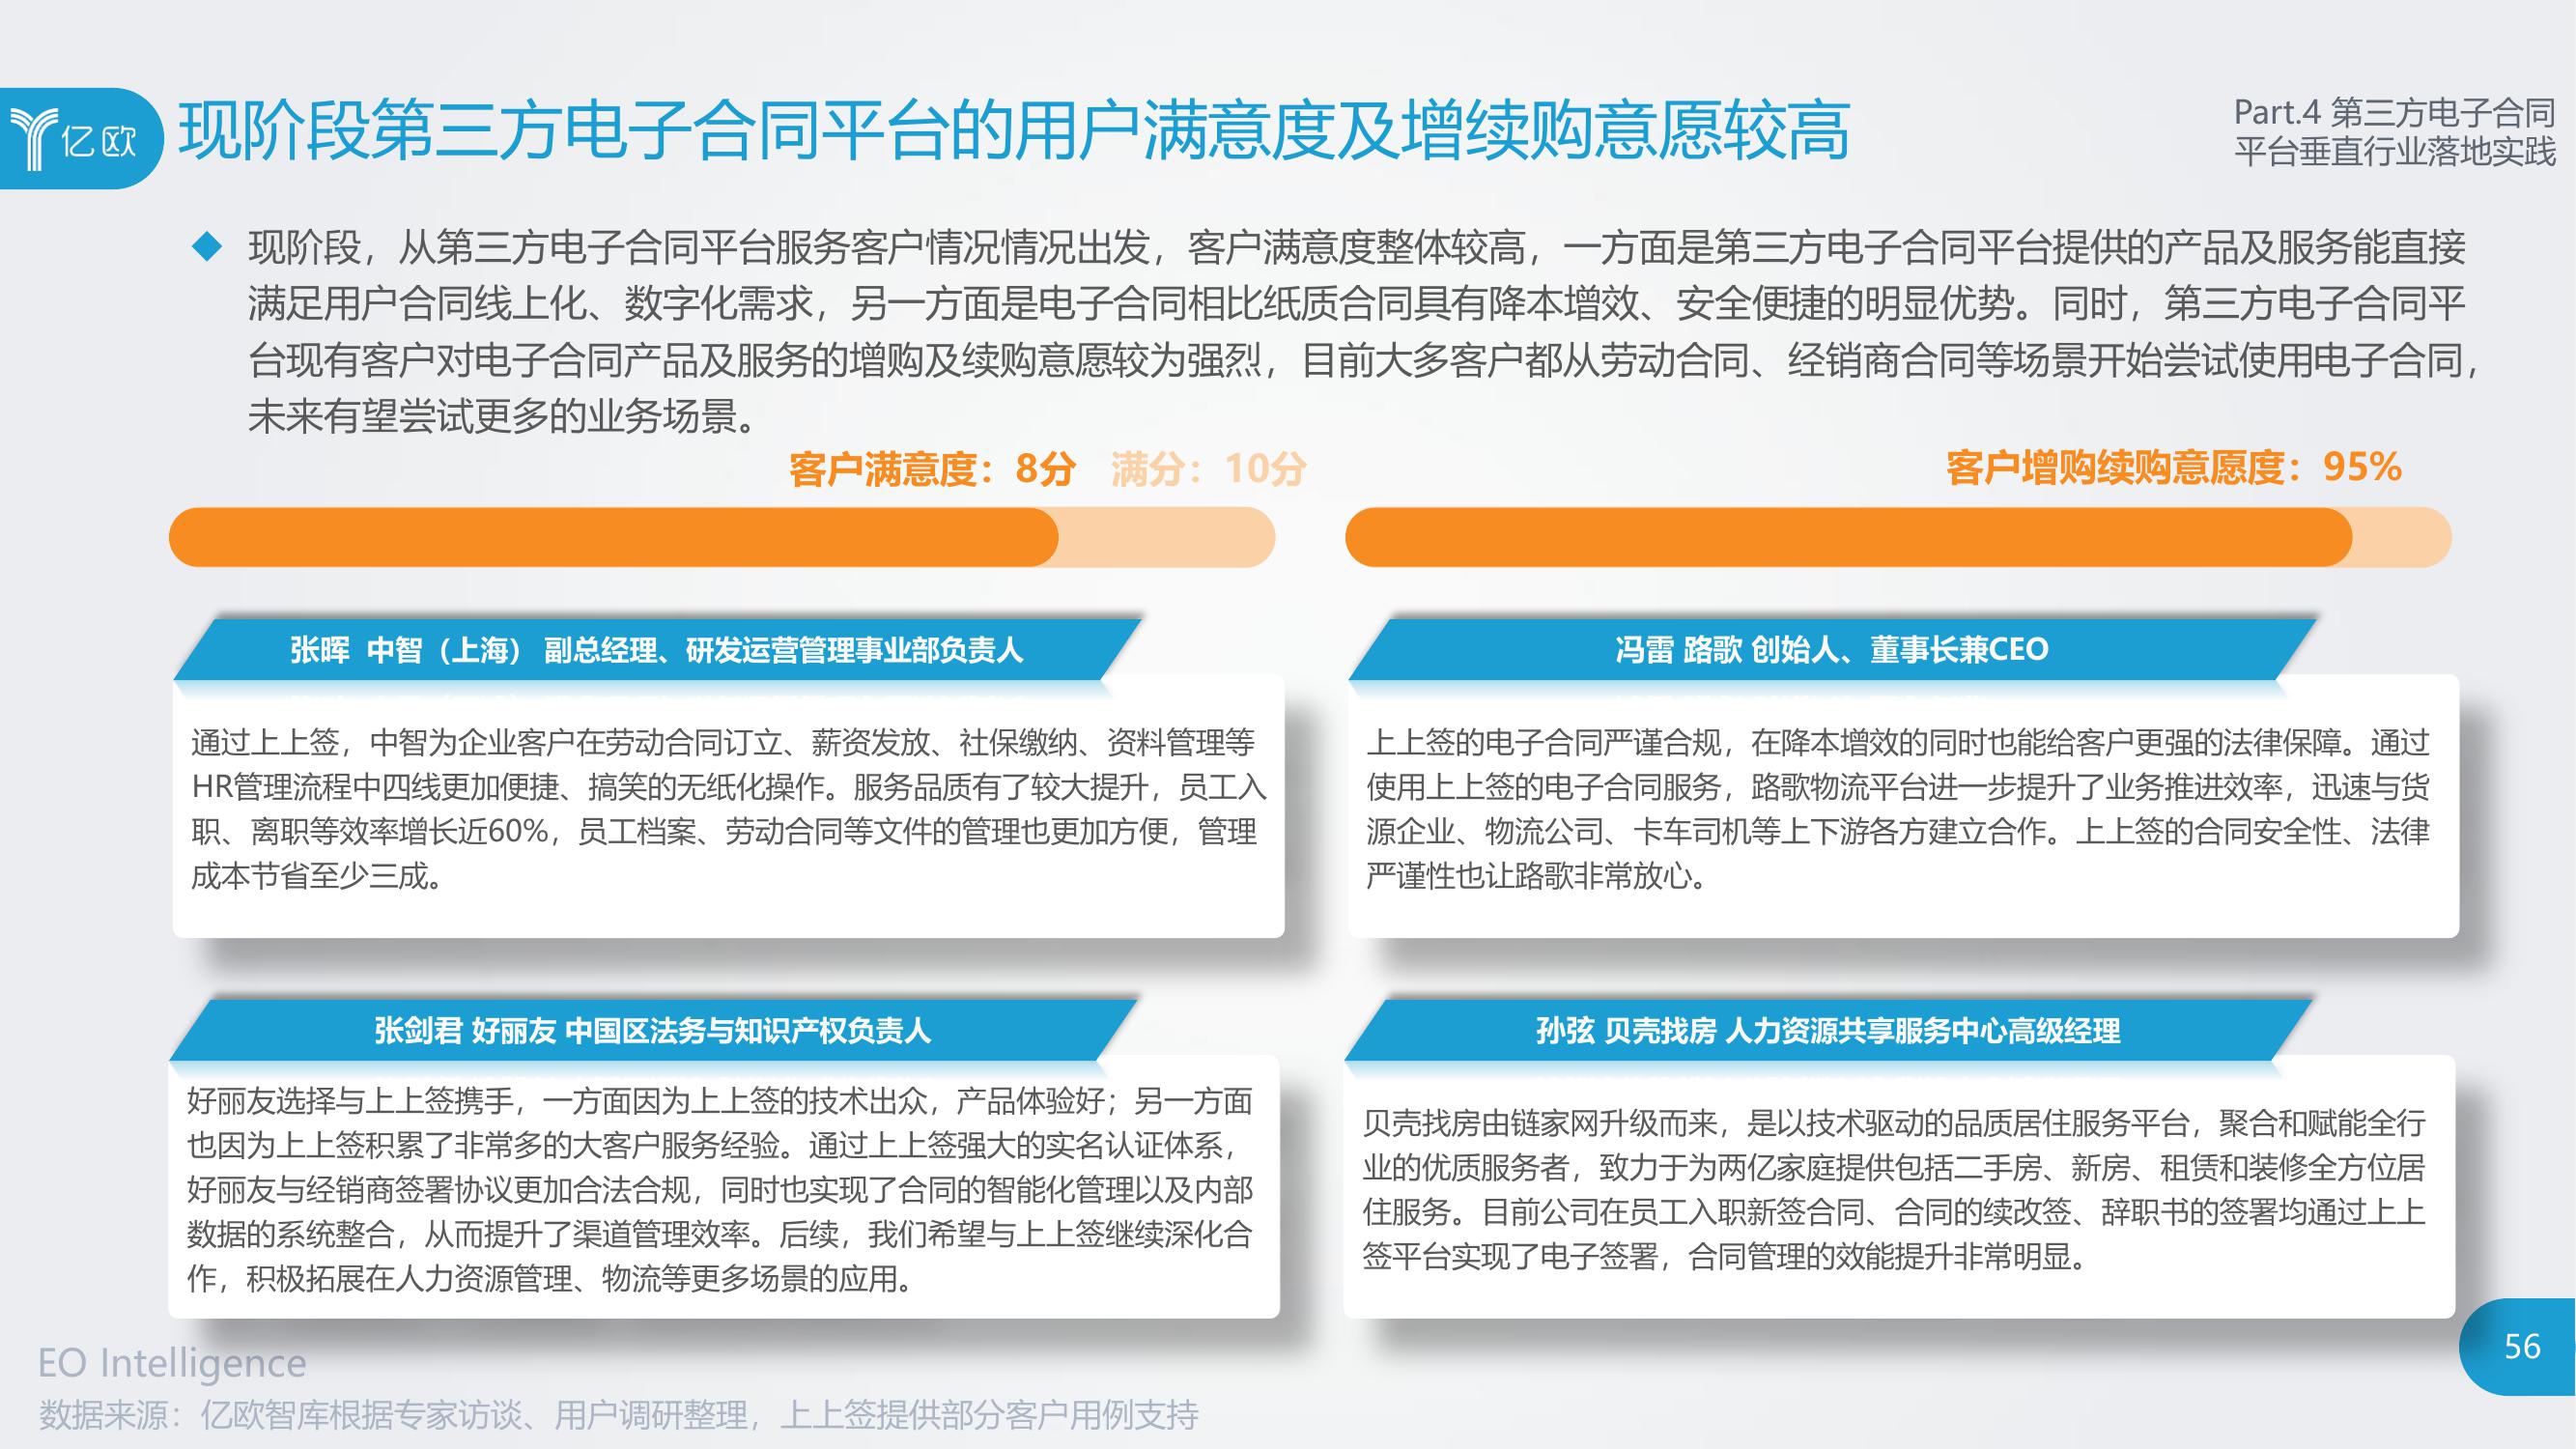 亿欧
现阶段第三方电子合同平台的用户满意度及增续购意愿较高
Part.4 第三方电子合同
平台垂直行业落地实践
现阶段，从第三方电子合同平台服务客户情况情况出发，客户满意度整体较高，一方面是第三方电子合同平台提供的产品及服务能直接
满足用户合同线上化、数字化需求，另一方面是电子合同相比纸质合同具有降本增效、安全便捷的明显优势。同时，第三方电子合同平
台现有客户对电子合同产品及服务的增购及续购意愿较为强烈，目前大多客户都从劳动合同、经销商合同等场景开始尝试使用电子合同，
未来有望尝试更多的业务场景。
客户满意度：8分 满分：10分
客户增购续购意愿度：95%
张晖 中智（上海） 副总经理、研发运营管理事业部负责人
通过上上签，中智为企业客户在劳动合同订立、薪资发放、社保缴纳、资料管理等
HR管理流程中四线更加便捷、搞笑的无纸化操作。服务品质有了较大提升，员工入
职、离职等效率增长近60%，员工档案、劳动合同等文件的管理也更加方便，管理
成本节省至少三成。
冯雷 路歌 创始人、董事长兼CEO
上上签的电子合同严谨合规，在降本增效的同时也能给客户更强的法律保障。通过
使用上上签的电子合同服务，路歌物流平台进一步提升了业务推进效率，迅速与货
源企业、物流公司、卡车司机等上下游各方建立合作。上上签的合同安全性、法律
严谨性也让路歌非常放心。
张剑君 好丽友 中国区法务与知识产权负责人
好丽友选择与上上签携手，一方面因为上上签的技术出众，产品体验好；另一方面
也因为上上签积累了非常多的大客户服务经验。通过上上签强大的实名认证体系，
好丽友与经销商签署协议更加合法合规，同时也实现了合同的智能化管理以及内部
数据的系统整合，从而提升了渠道管理效率。后续，我们希望与上上签继续深化合
作，积极拓展在人力资源管理、物流等更多场景的应用。
孙弦 贝壳找房 人力资源共享服务中心高级经理
贝壳找房由链家网升级而来，是以技术驱动的品质居住服务平台，聚合和赋能全行
业的优质服务者，致力于为两亿家庭提供包括二手房、新房、租赁和装修全方位居
住服务。目前公司在员工入职新签合同、合同的续改签、辞职书的签署均通过上上
签平台实现了电子签署，合同管理的效能提升非常明显。
EO Intelligence
数据来源：亿欧智库根据专家访谈、用户调研整理，上上签提供部分客户用例支持
56